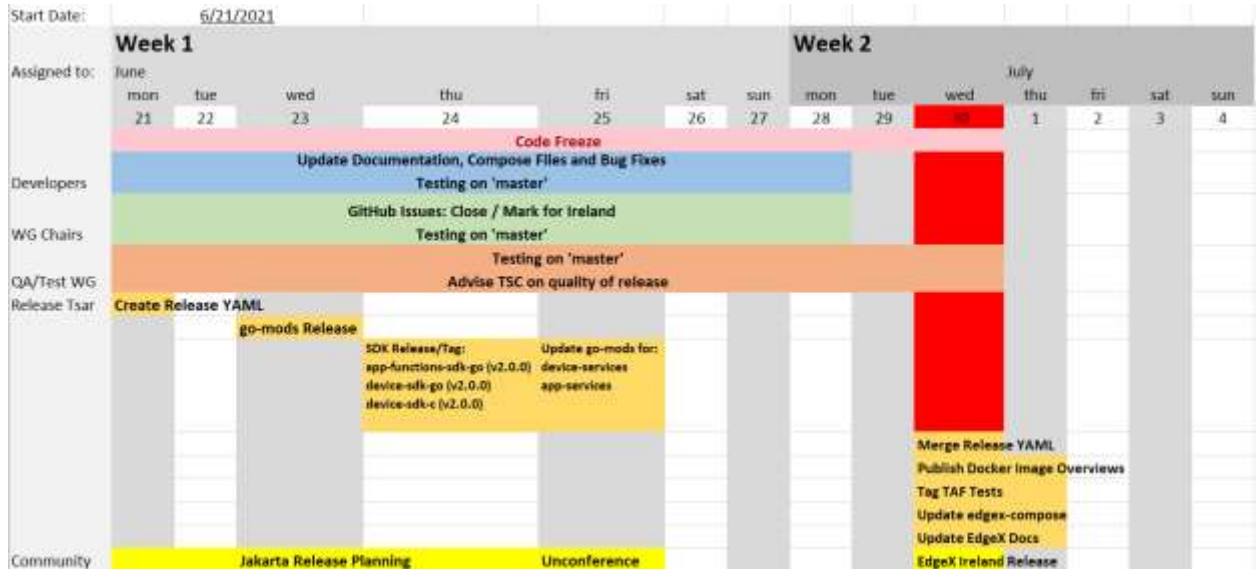 Start Date: 6/21/2021
Week 1 Week 2
Assigned to: June July
mon tue wed thu fri sat sun mon tue wed thu fri sat sun
21 22 23 24 25 26 27 28 29 30 1 2 3 4
Code Freeze
Update Documentation, Compose Files and Bug Fixes
Developers Testing on 'master'
GitHub Issues: Close / Mark for Ireland
WG Chairs Testing on 'master'
Testing on 'master'
QA/Test WG Advise TSC on quality of release
Release Tsar Create Release YAML
go-mods Release
SDK Release/Tag: Update go-mods for:
app-functions-sdk-go (v2.0.0) device-services
device-sdk-go (v2.0.0) app-services
device-sdk-c (v2.0.0)
Merge Release YAML
Publish Docker Image Overviews
Tag TAF Tests
Update edgex-compose
Update EdgeX Docs
Community Jakarta Release Planning Unconference EdgeX Ireland Release